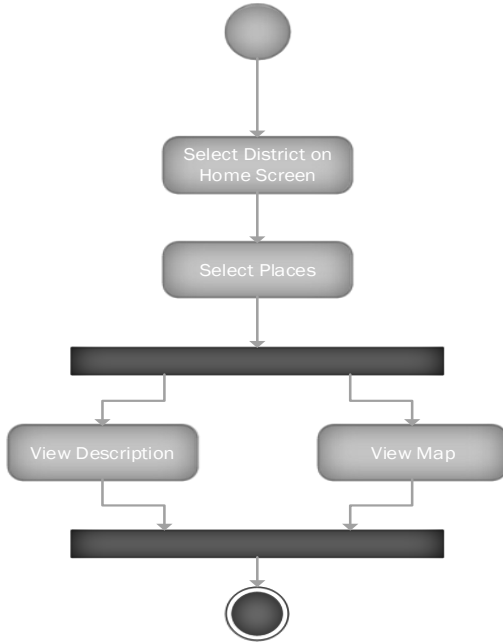 Select District on
Home Screen
Select Places
View Description
View Map